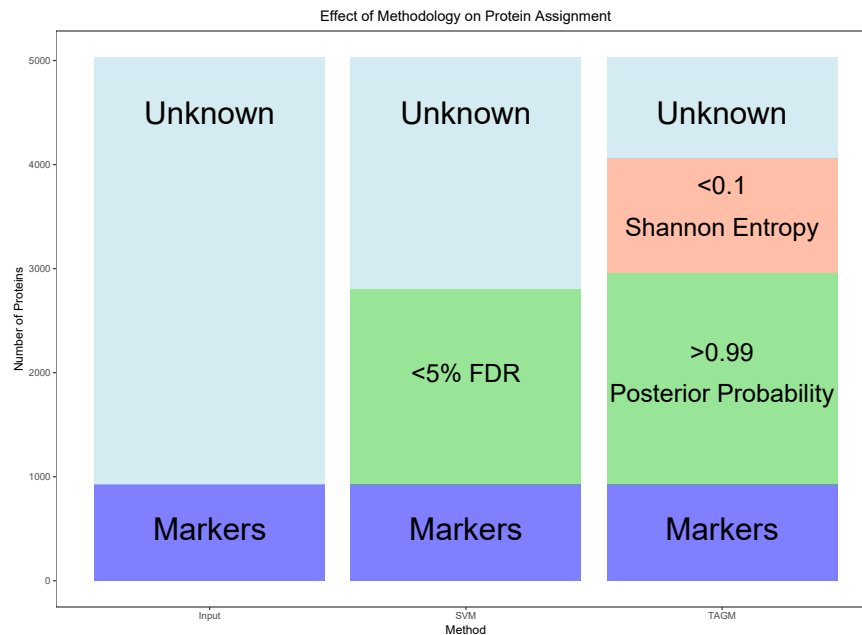 Effect of Methodology on Protein Assignment
Number of Proteins
5000
4000
3000
2000
1000
0
Unknown
Markers
Unknown
<5% FDR
Markers
Unknown
<0.1
Shannon Entropy
>0.99
Posterior Probability
Markers
Input
SVM
TAGM
Method